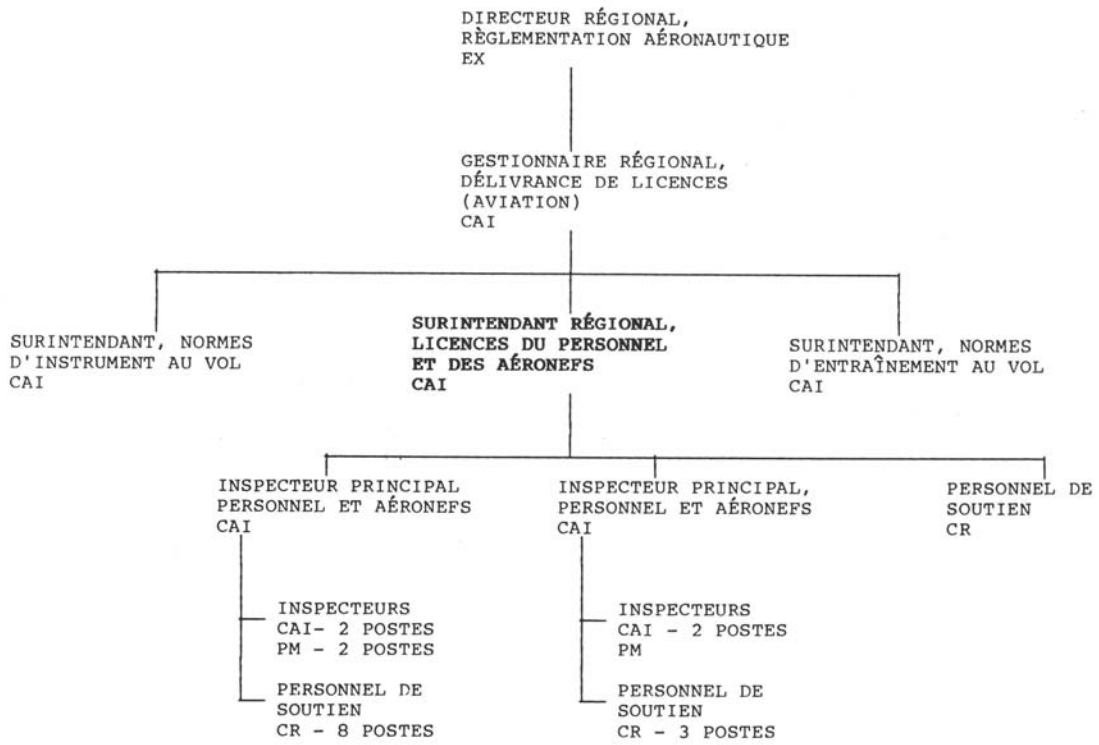 DIRECTEUR RÉGIONAL,
RÈGLEMENTATION AÉRONAUTIQUE
EX
GESTIONNAIRE RÉGIONAL,
DÉLIVRANCE DE LICENCES
(AVIATION)
CAI
SURINTENDANT, NORMES
D'INSTRUMENT AU VOL
CAI
SURINTENDANT RÉGIONAL,
LICENCES DU PERSONNEL
ET DES AÉRONEFS
CAI
SURINTENDANT, NORMES
D'ENTRAÎNEMENT AU VOL
CAI
INSPECTEUR PRINCIPAL
PERSONNEL ET AÉRONEFS
CAI
INSPECTEURS
CAI- 2 POSTES
PM - 2 POSTES
PERSONNEL DE
SOUTIEN
CR - 8 POSTES
INSPECTEUR PRINCIPAL,
PERSONNEL ET AÉRONEFS
CAI
INSPECTEURS
CAI - 2 POSTES
PM
PERSONNEL DE
SOUTIEN
CR - 3 POSTES
PERSONNEL DE
SOUTIEN
CR